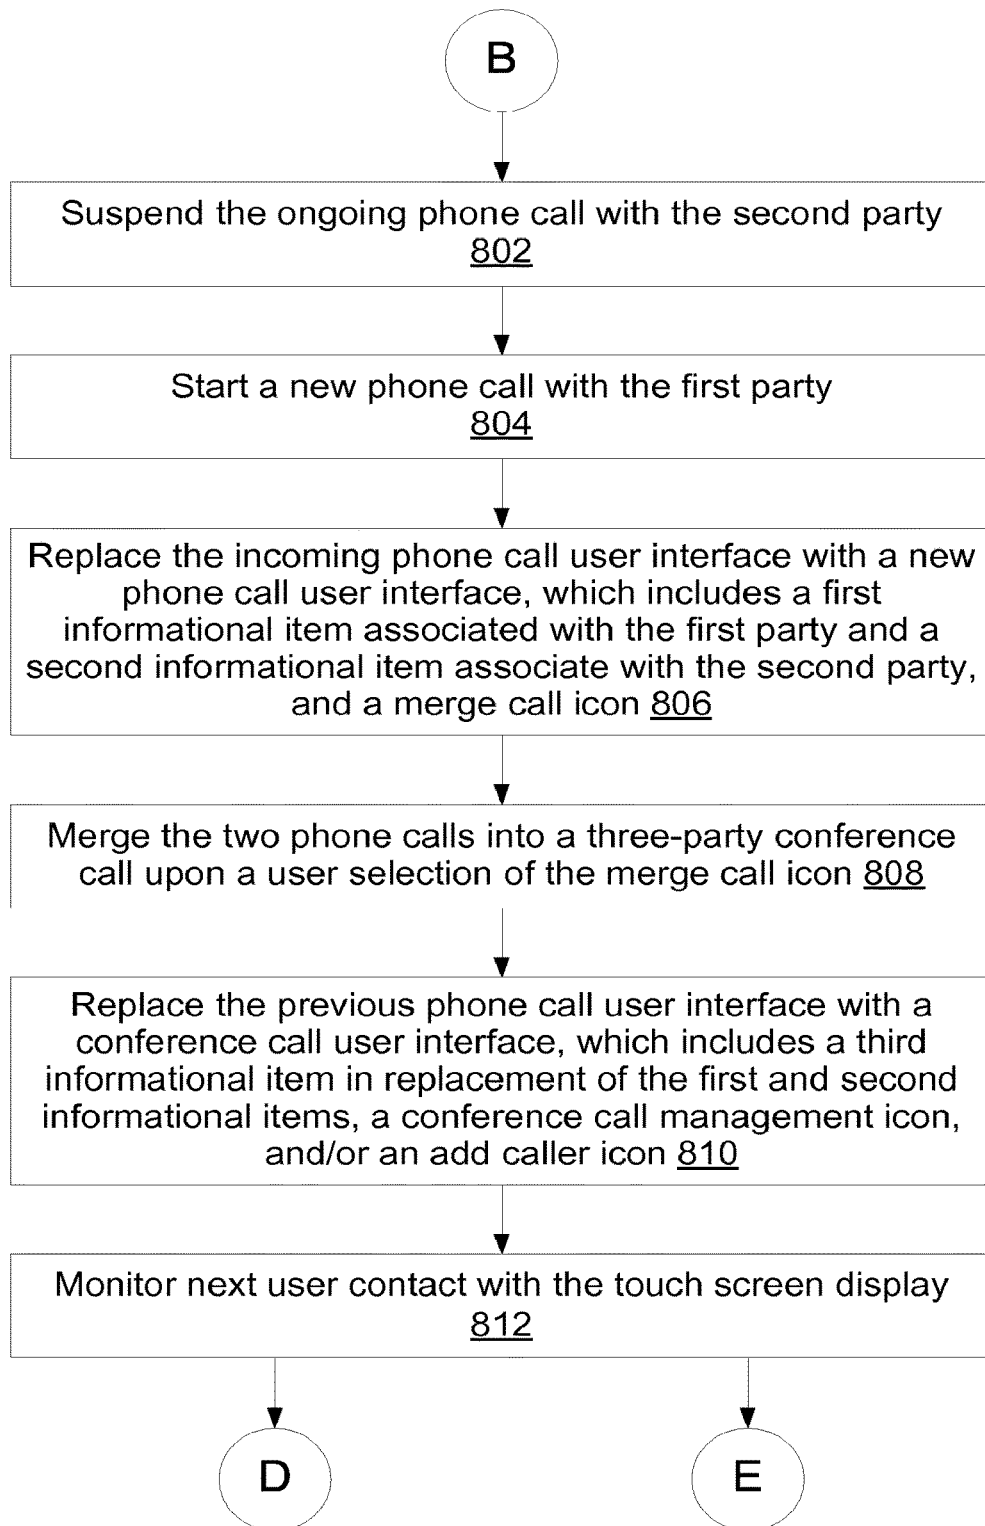 B
Suspend the ongoing phone call with the second party
802
Start a new phone call with the first party
804
Replace the incoming phone call user interface with a new
phone call user interface, which includes a first
informational item associated with the first party and a
second informational item associate with the second party,
and a merge call icon 806
Merge the two phone calls into a three-party conference
call upon a user selection of the merge call icon 808
Replace the previous phone call user interface with a
conference call user interface, which includes a third
informational item in replacement of the first and second
informational items, a conference call management icon,
and/or an add caller icon 810
Monitor next user contact with the touch screen display
812
D
E